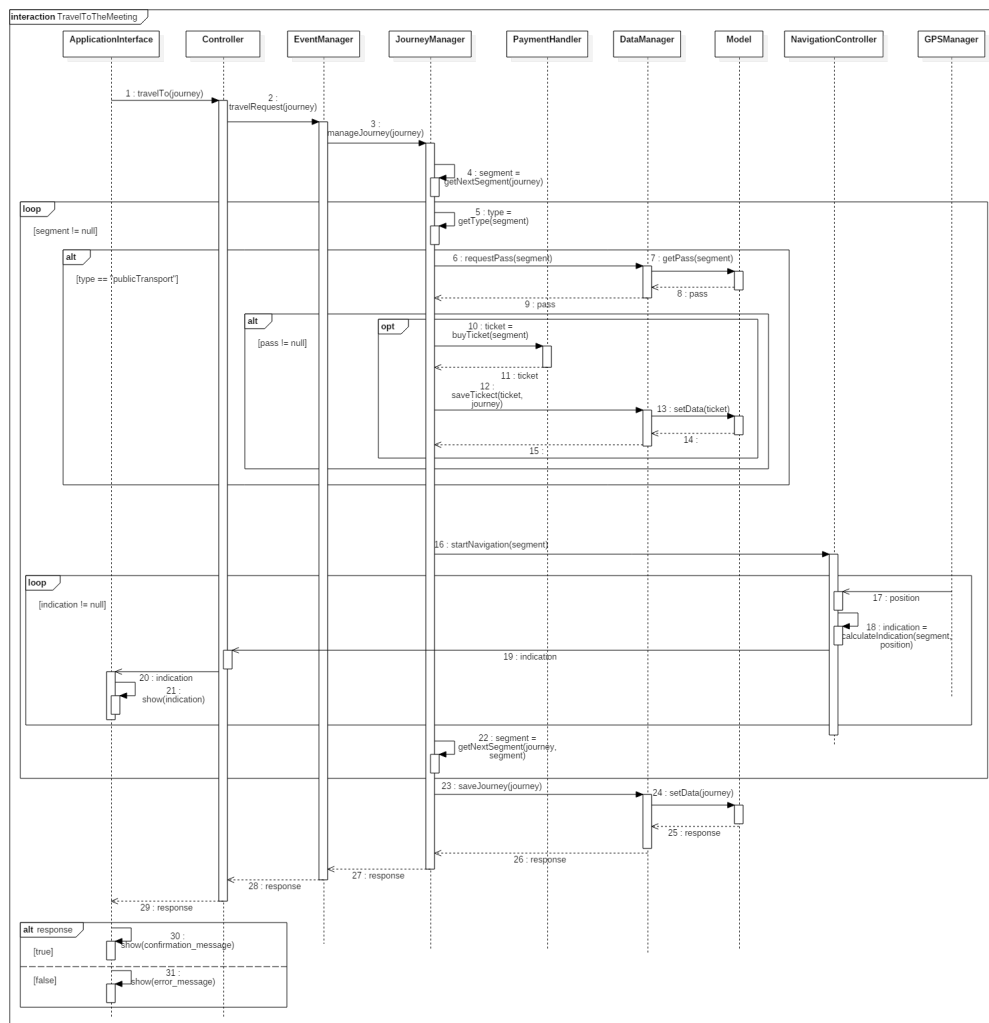 interaction TravelToTheMeeting
ApplicationInterface
Controller
EventManager
JourneyManager
PaymentHandler
DataManager
Model
NavigationController
GPSManager
1 : travelTo(journey)
2 :
travelRequest(journey)
3 :
manageJourney(journey)
4 : segment =
getNextSegment(journey)
loop
[segment != null]
5 : type =
getType(segment)
alt
[type == "publicTransport"]
6 : requestPass(segment)
7 : getPass(segment)
8 : pass
9 : pass
alt
[pass != null]
opt
10 : ticket =
buyTicket(segment)
11 : ticket
12 :
saveTickect(ticket,
journey)
13 : setData(ticket)
14 :
15 :
16 : startNavigation(segment)
loop
[indication != null]
17 : position
18 : indication =
calculateIndication(segment,
position)
19 : indication
20 : indication
21 :
show(indication)
22 : segment =
getNextSegment(journey,
segment)
23 : saveJourney(journey)
24 : setData(journey)
25 : response
26 : response
27 : response
28 : response
29 : response
alt response
[true]
30 :
show(confirmation_message)
[false]
31 :
show(error_message)